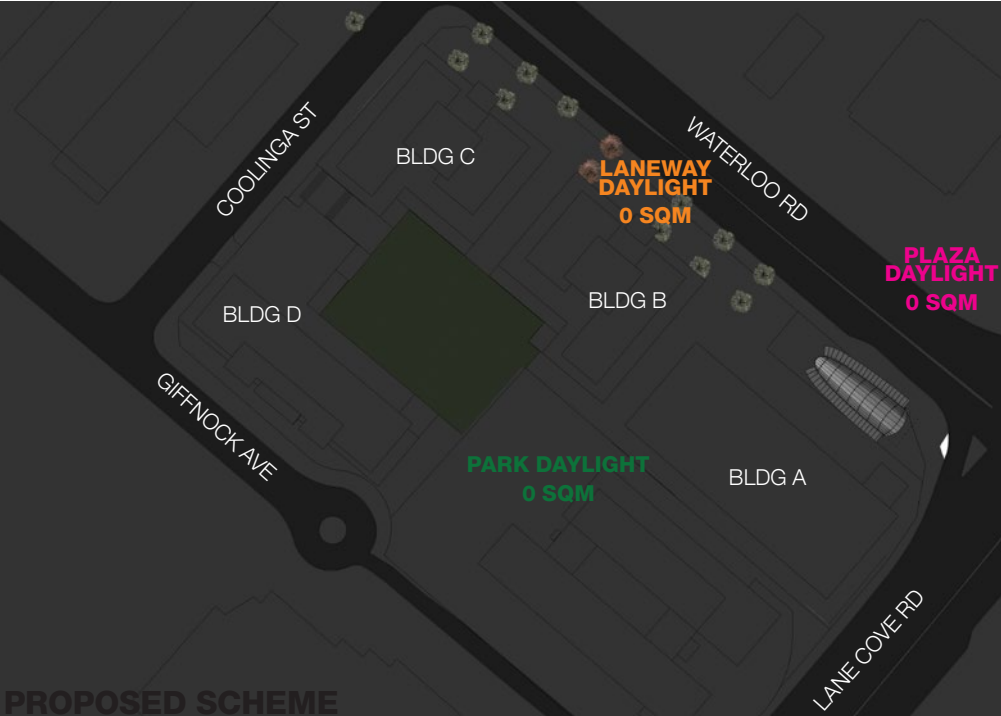 COOLINGA ST
BLDG C
WATERLOO RD
LANEWAY
DAYLIGHT
0 SQM
PLAZA
DAYLIGHT
0 SQM
BLDG D
BLDG B
GIFFNOCK AVE
PARK DAYLIGHT
0 SQM
BLDG A
LANE COVE RD
PROPOSED SCHEME